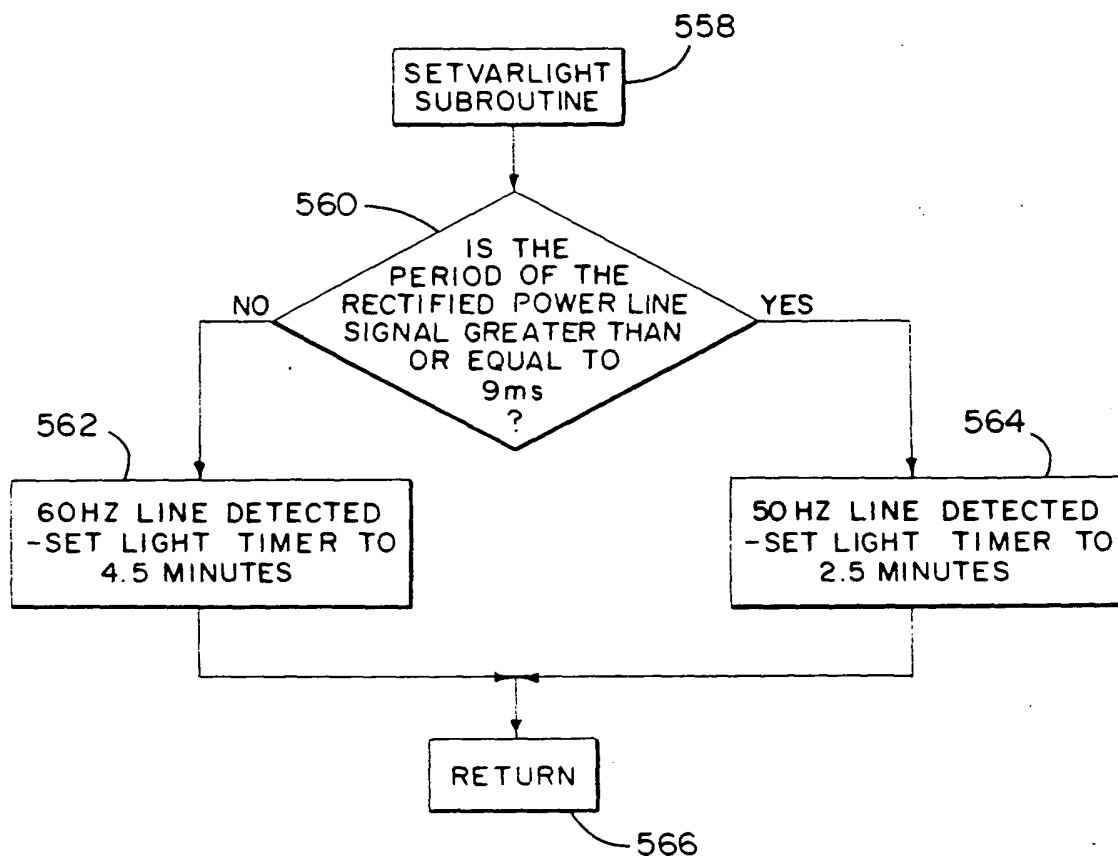 558
SETVARLIGHT
SUBROUTINE
560
IS THE
PERIOD OF THE
RECTIFIED POWER LINE
SIGNAL GREATER THAN
OR EQUAL TO
9ms
?
NO
YES
562
60HZ LINE DETECTED
-SET LIGHT TIMER TO
4.5 MINUTES
564
50 HZ LINE DETECTED
-SET LIGHT TIMER TO
2.5 MINUTES
RETURN
566